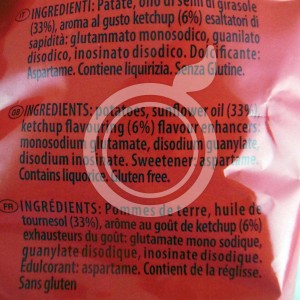 INGREDIENTI: Patate, olio di semi di girasole
(33%), aroma al gusto ketchup (6%) esaltatori di
sapidità: glutammato monosodico, guanilato
disodico, inosinato disodico. Dolcificante:
Aspartame. Contiene liquirizia. Senza Glutine.
GB INGREDIENTS: potatoes, sunflower oil (33%),
ketchup flavouring (6%) flavour enhancers:
monosodium glutamate, disodium guanylate,
disodium inosinate. Sweetener: aspartame.
Contains liquorice. Gluten free.
FR INGRÉDIENTS: Pommes de terre, huile de
tournesol (33%), arôme au goût de ketchup (6%)
exhausteurs du goût: glutamate mono sodique,
guanylate disodique, inosinate disodique.
Edulcorant: aspartame. Contient de la réglisse.
Sans gluten